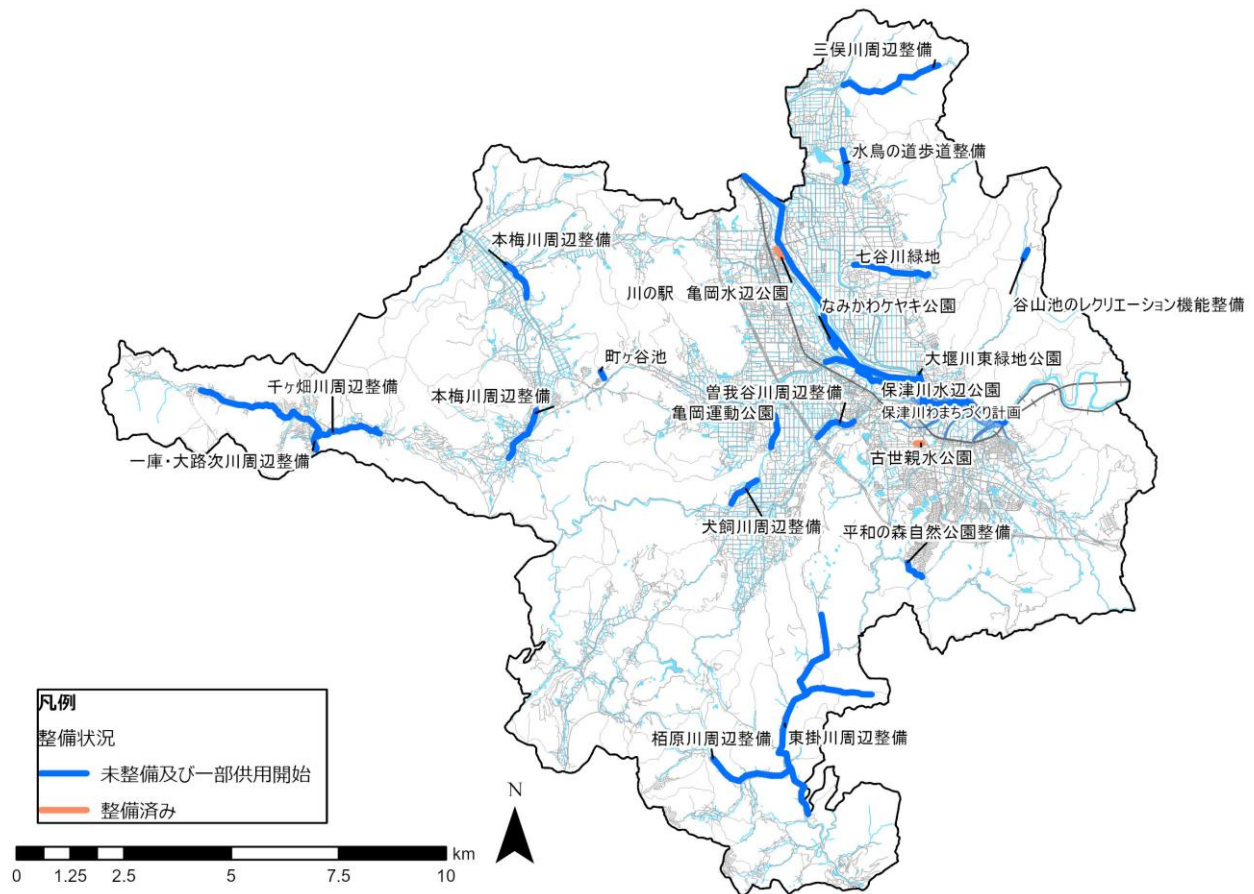 三俣川周辺整備
水鳥の道歩道整備
本梅川周辺整備
七谷川緑地
川の駅 亀岡水辺公園
なみかわケヤキ公園
谷山池のレクリエーション機能整備
町ヶ谷池
大堰川東緑地公園
千ヶ畑川周辺整備
本梅川周辺整備
曽我谷川周辺整備
保津川水辺公園
亀岡運動公園
保津川かわまちづくり計画
一庫・大路次川周辺整備
古世親水公園
犬飼川周辺整備
平和の森自然公園整備
栢原川周辺整備
東掛川周辺整備
凡例
整備状況
未整備及び一部供用開始
整備済み
N
km
0 1.25 2.5 5 7.5 10